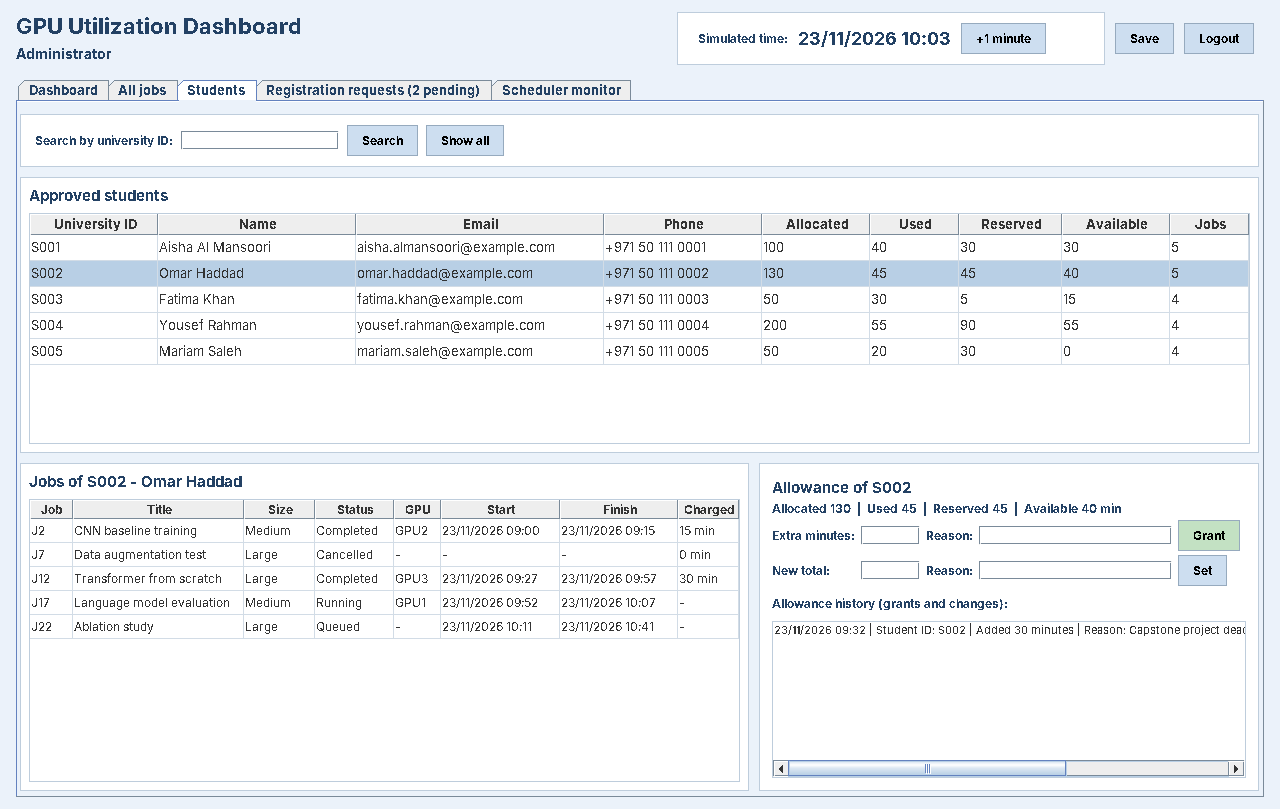 GPU Utilization Dashboard
Administrator
Simulated time: 23/11/2026 10:03 +1 minute Save Logout
Dashboard All jobs Students Registration requests (2 pending) Scheduler monitor
Search by university ID: Search Show all
Approved students
University ID Name Email Phone Allocated Used Reserved Available Jobs
S001 Aisha Al Mansoori aisha.almansoori@example.com +971 50 111 0001 100 40 30 30 5
S002 Omar Haddad omar.haddad@example.com +971 50 111 0002 130 45 45 40 5
S003 Fatima Khan fatima.khan@example.com +971 50 111 0003 50 30 5 15 4
S004 Yousef Rahman yousef.rahman@example.com +971 50 111 0004 200 55 90 55 4
S005 Mariam Saleh mariam.saleh@example.com +971 50 111 0005 50 20 30 0 4
Jobs of S002 - Omar Haddad
Job Title Size Status GPU Start Finish Charged
J2 CNN baseline training Medium Completed GPU2 23/11/2026 09:00 23/11/2026 09:15 15 min
J7 Data augmentation test Large Cancelled - - - 0 min
J12 Transformer from scratch Large Completed GPU3 23/11/2026 09:27 23/11/2026 09:57 30 min
J17 Language model evaluation Medium Running GPU1 23/11/2026 09:52 23/11/2026 10:07 -
J22 Ablation study Large Queued - 23/11/2026 10:11 23/11/2026 10:41 -
Allowance of S002
Allocated 130 | Used 45 | Reserved 45 | Available 40 min
Extra minutes: Reason: Grant
New total: Reason: Set
Allowance history (grants and changes):
23/11/2026 09:32 | Student ID: S002 | Added 30 minutes | Reason: Capstone project